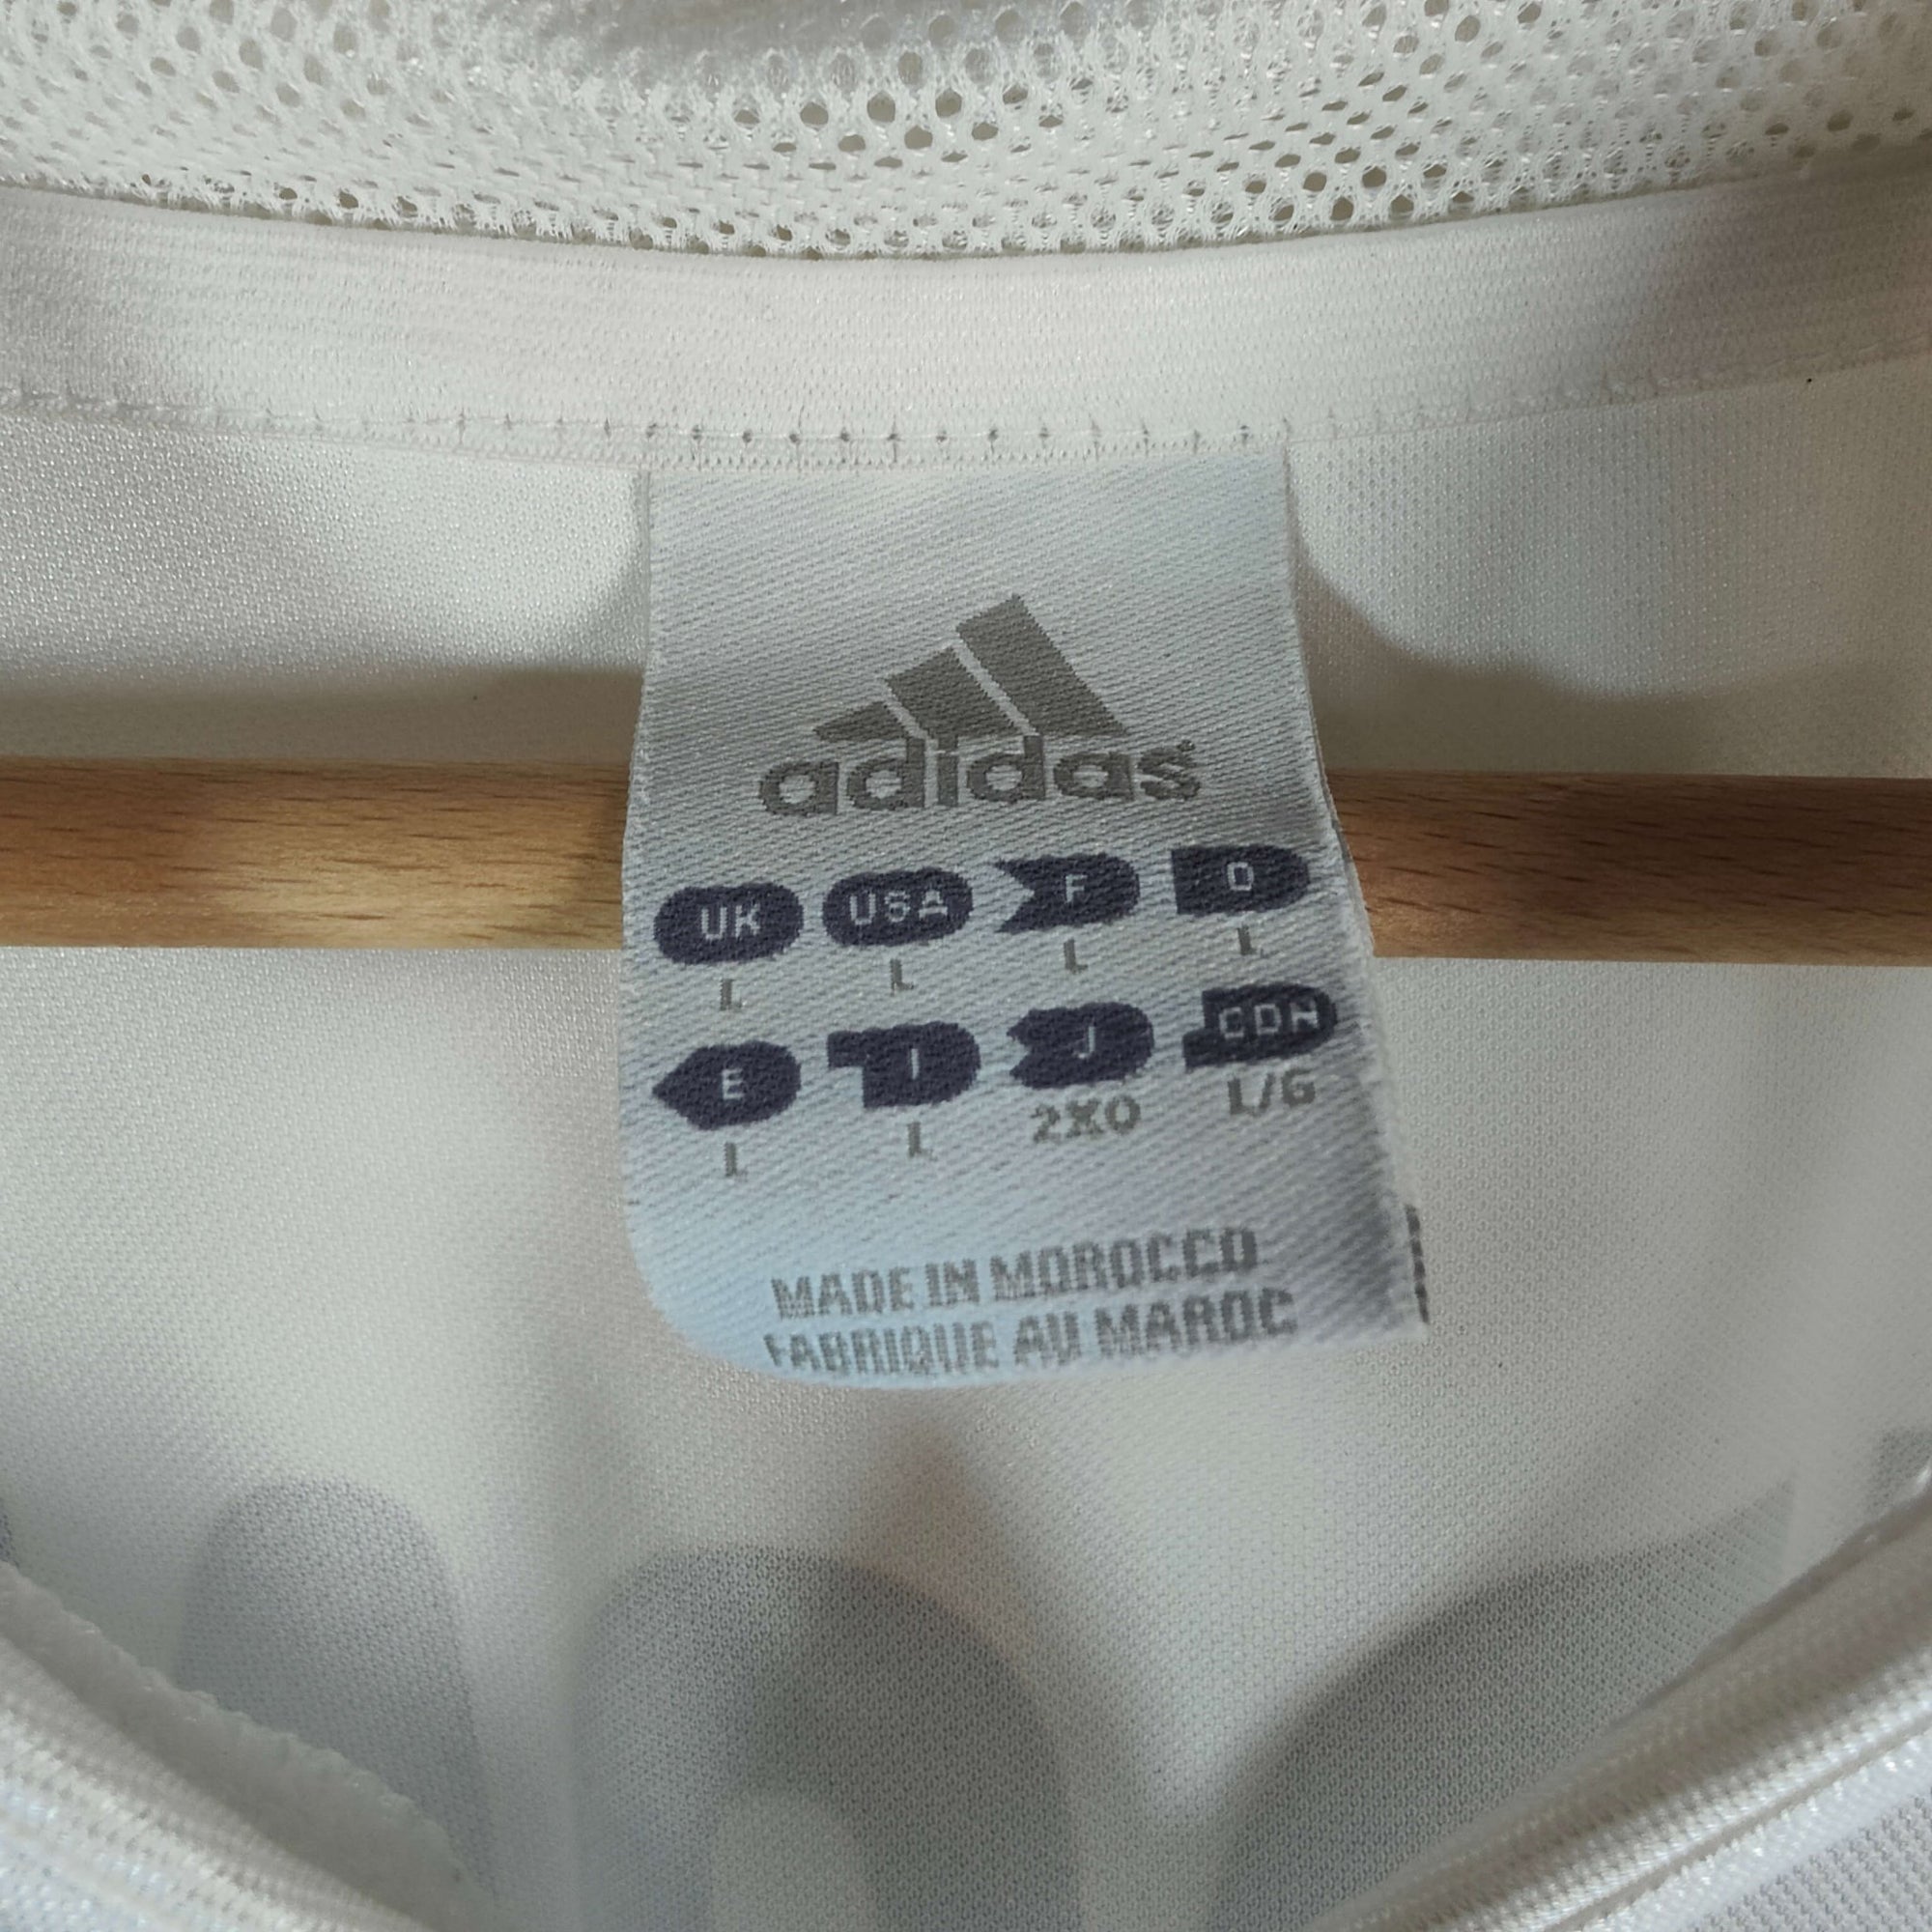 adidas
UK USA F D
L L L L
E I J CDN
L L 2XO L/G
MADE IN MOROCCO
FABRIQUE AU MAROC